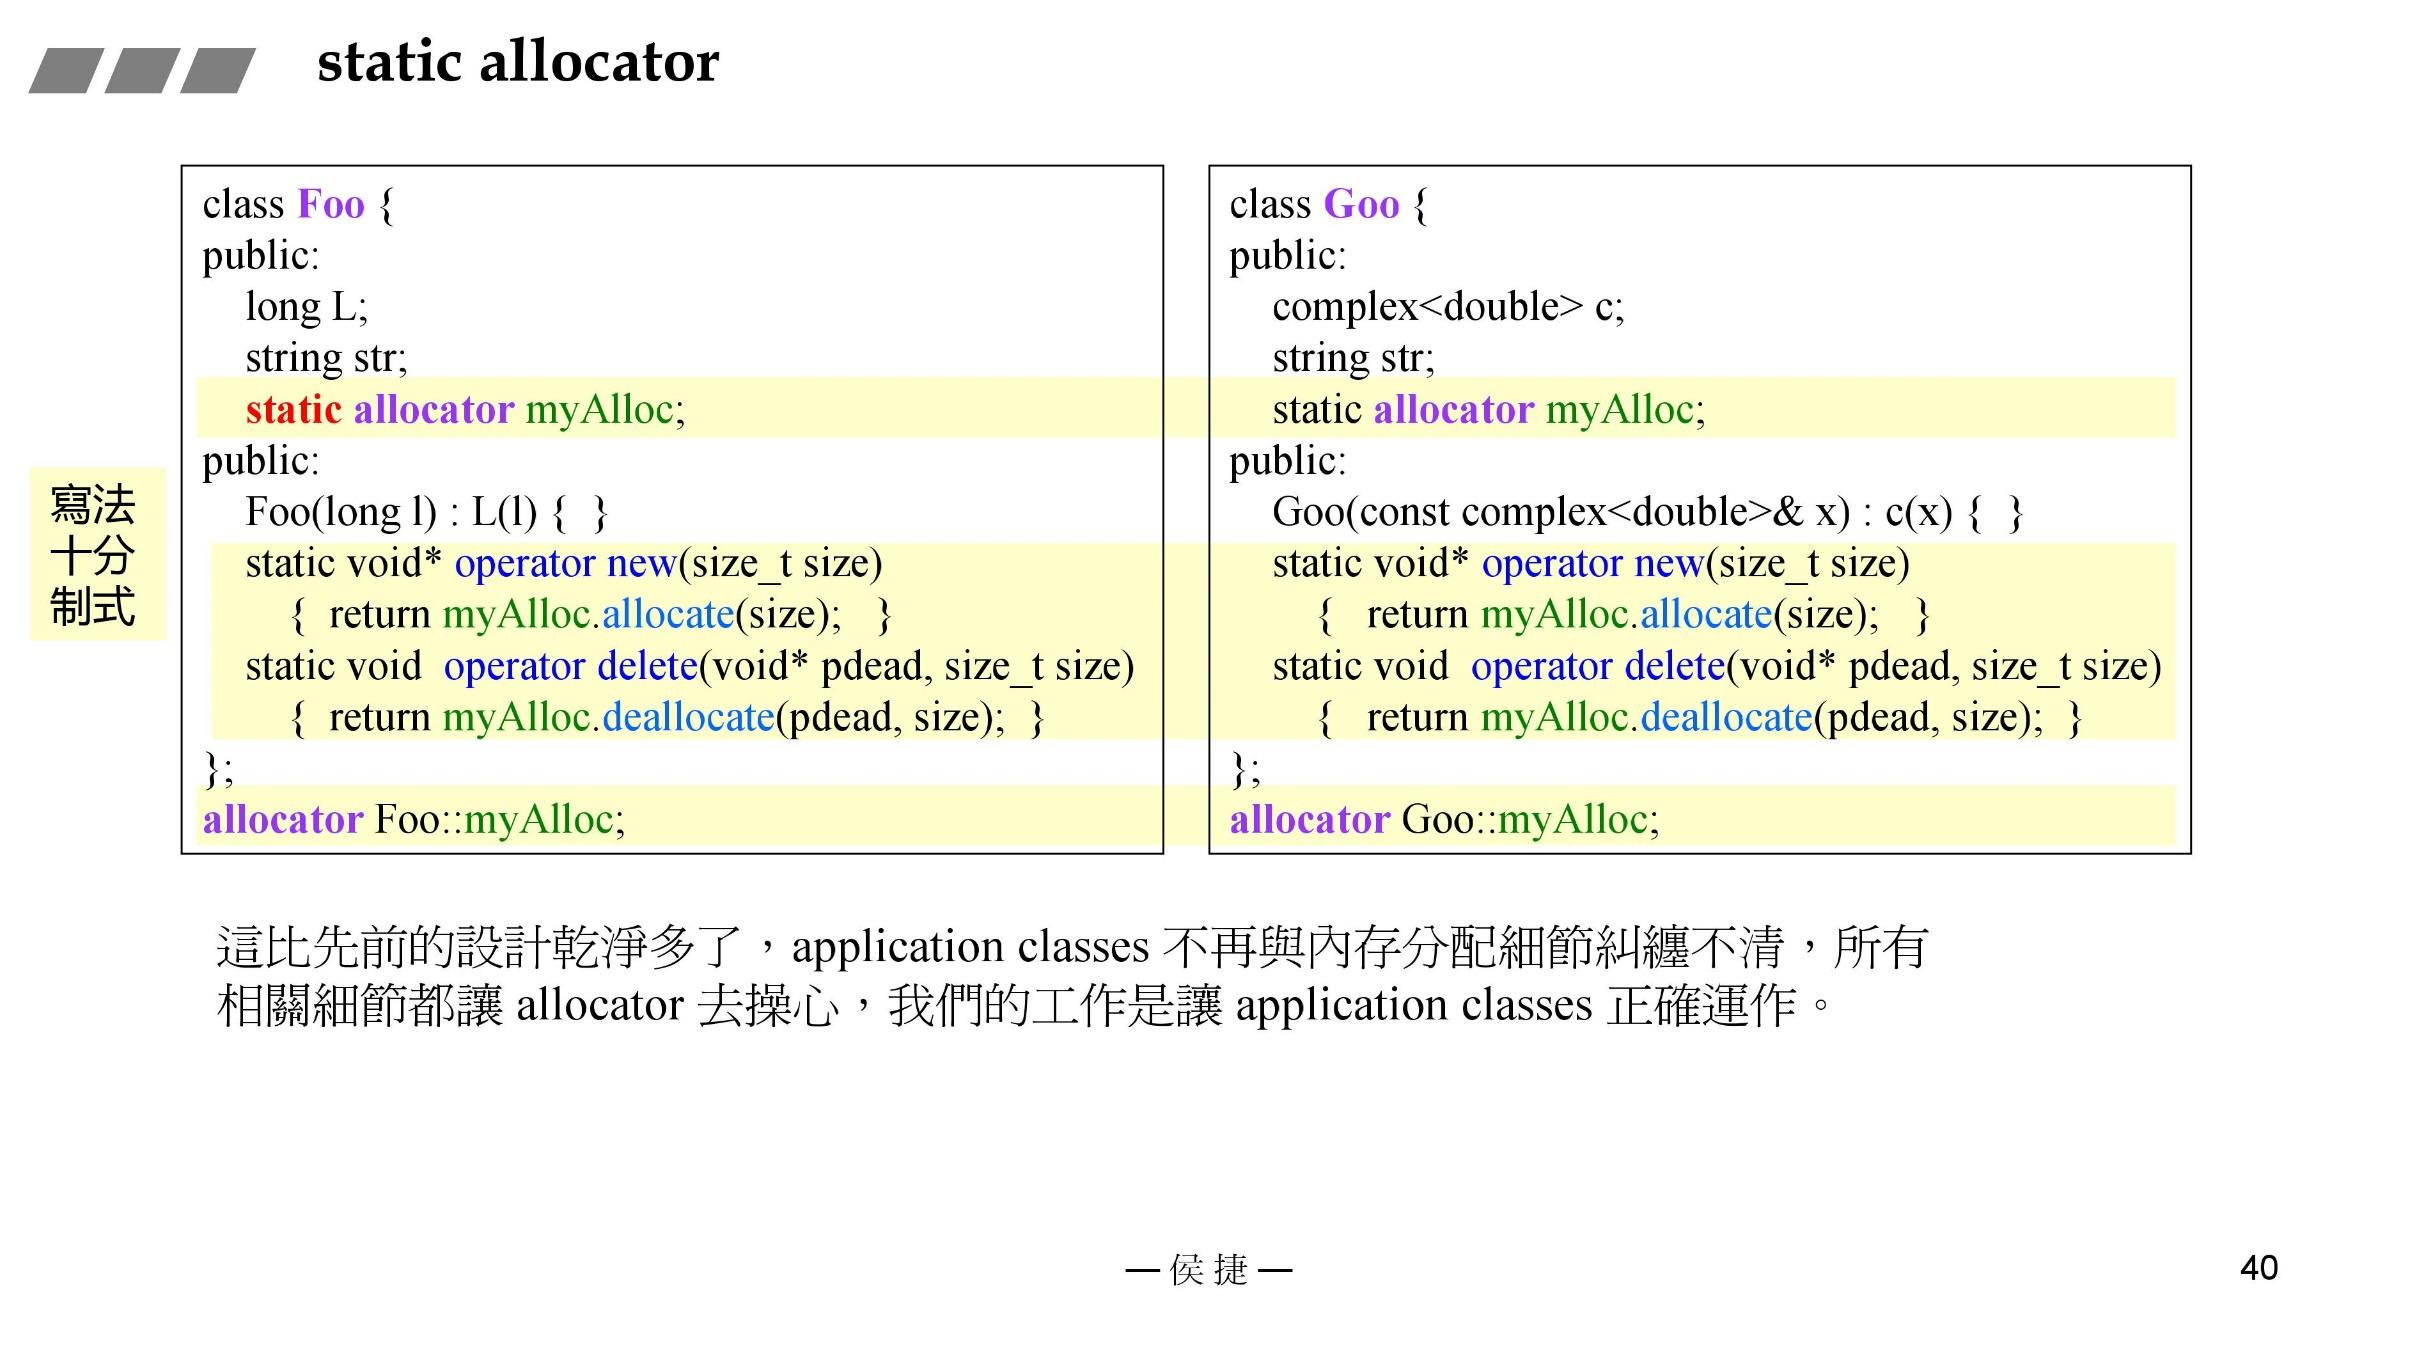 static allocator
class Foo {
public:
long L;
string str;
static allocator myAlloc;
public:
Foo(long l) : L(l) { }
static void* operator new(size_t size)
{ return myAlloc.allocate(size); }
static void operator delete(void* pdead, size_t size)
{ return myAlloc.deallocate(pdead, size); }
};
allocator Foo::myAlloc;
class Goo {
public:
complex<double> c;
string str;
static allocator myAlloc;
public:
Goo(const complex<double>& x) : c(x) { }
static void* operator new(size_t size)
{ return myAlloc.allocate(size); }
static void operator delete(void* pdead, size_t size)
{ return myAlloc.deallocate(pdead, size); }
};
allocator Goo::myAlloc;
寫法
十分
制式
這比先前的設計乾淨多了，application classes 不再與內存分配細節糾纏不清，所有
相關細節都讓 allocator 去操心，我們的工作是讓 application classes 正確運作。
— 侯 捷 —
40